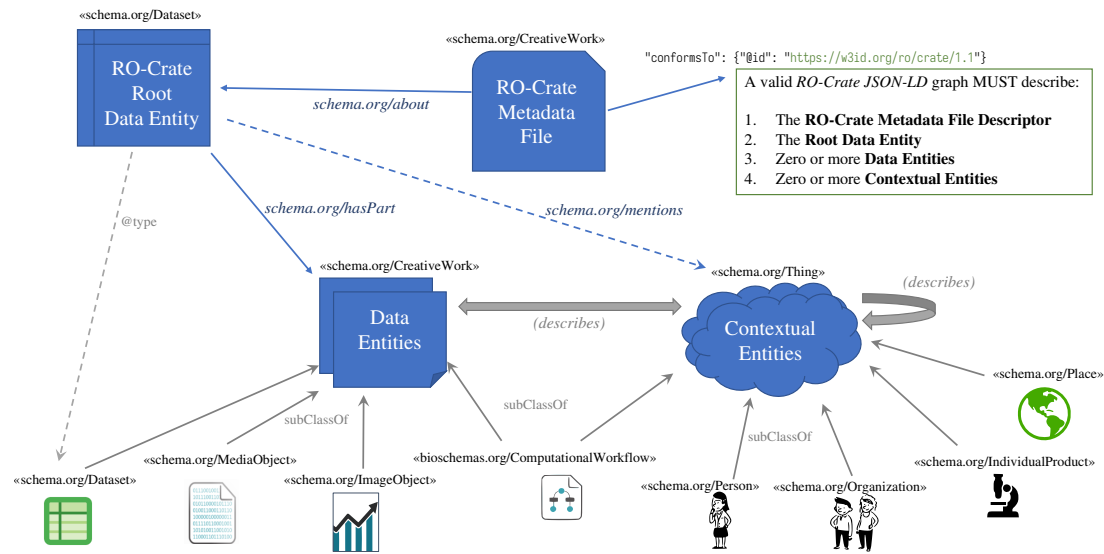 «schema.org/Dataset»
RO-Crate
Root
Data Entity
«schema.org/CreativeWork»
RO-Crate
Metadata
File
schema.org/about
"conformsTo": {"@id": "https://w3id.org/ro/crate/1.1"}
A valid RO-Crate JSON-LD graph MUST describe:
1. The RO-Crate Metadata File Descriptor
2. The Root Data Entity
3. Zero or more Data Entities
4. Zero or more Contextual Entities
@type
schema.org/hasPart
schema.org/mentions
«schema.org/CreativeWork»
Data
Entities
(describes)
«schema.org/Thing»
Contextual
Entities
(describes)
subClassOf
subClassOf
subClassOf
«schema.org/Place»
«schema.org/Dataset»
«schema.org/MediaObject»
«schema.org/ImageObject»
«bioschemas.org/ComputationalWorkflow»
«schema.org/Person»
«schema.org/Organization»
«schema.org/IndividualProduct»